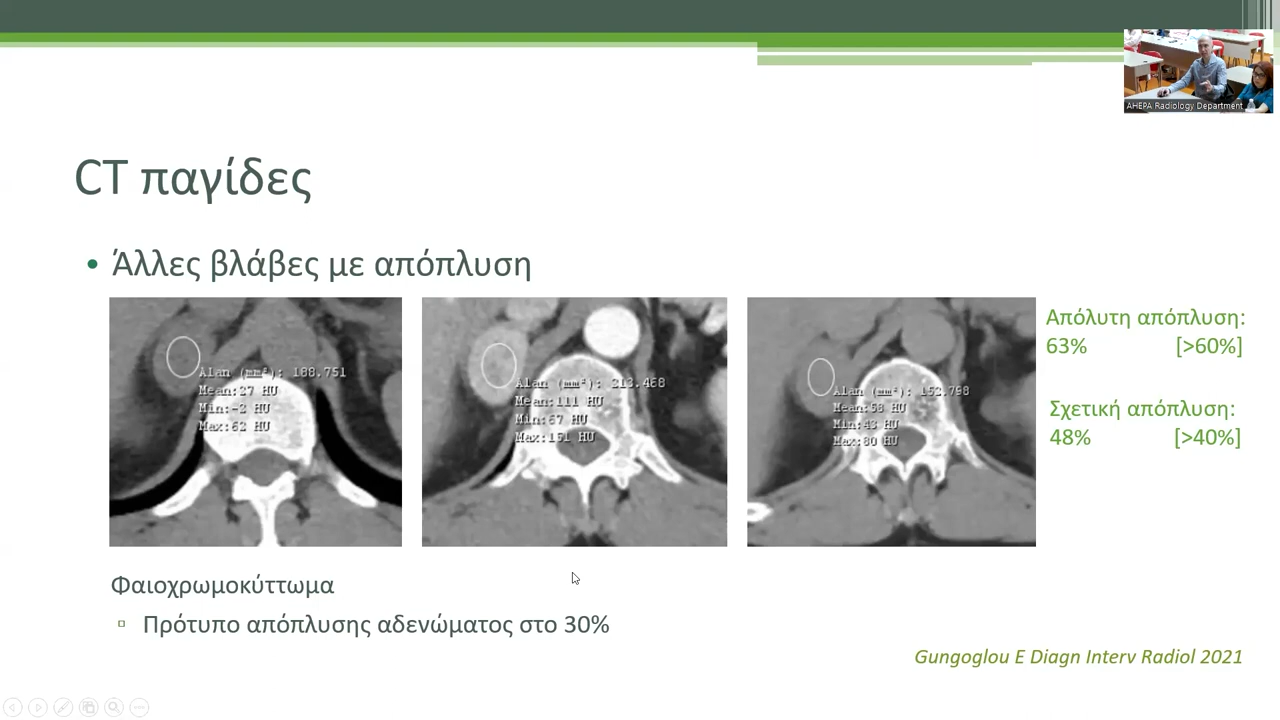 AHEPA Radiology Department
CT παγίδες
• Άλλες βλάβες με απόπλυση
Alan (mm²): 188.751
Mean:27 HU
Min:-2 HU
Max:62 HU
Alan (mm²): 213.468
Mean:111 HU
Min:67 HU
Max:151 HU
Alan (mm²): 152.798
Mean:58 HU
Min:43 HU
Max:80 HU
Απόλυτη απόπλυση:
63% [>60%]
Σχετική απόπλυση:
48% [>40%]
Φαιοχρωμοκύττωμα
Πρότυπο απόπλυσης αδενώματος στο 30%
Gungoglou E Diagn Interv Radiol 2021